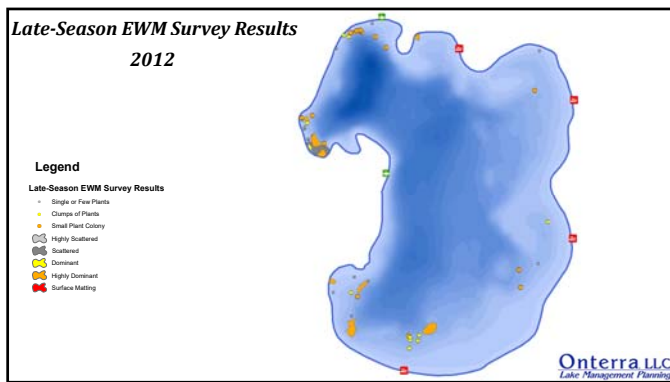 Late-Season EWM Survey Results
2012
Legend
Late-Season EWM Survey Results
Single or Few Plants
Clumps of Plants
Small Plant Colony
Highly Scattered
Scattered
Dominant
Highly Dominant
Surface Matting
Onterra LLC
Lake Management Planning